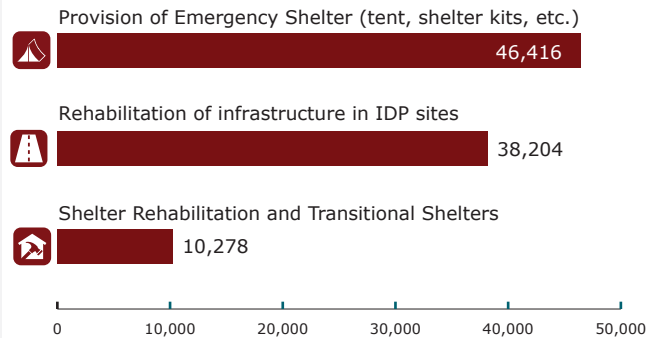 Provision of Emergency Shelter (tent, shelter kits, etc.)
46,416
Rehabilitation of infrastructure in IDP sites
38,204
Shelter Rehabilitation and Transitional Shelters
10,278
0 10,000 20,000 30,000 40,000 50,000